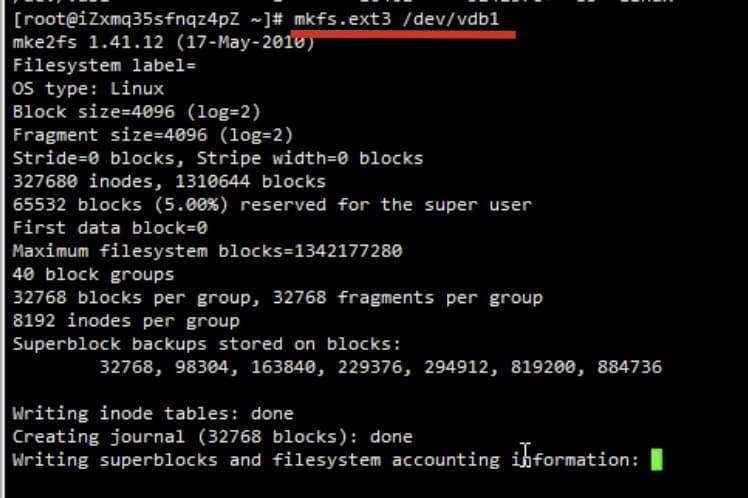 [root@iZxmq35sfnqz4pZ ~]# mkfs.ext3 /dev/vdb1
mke2fs 1.41.12 (17-May-2010)
Filesystem label=
OS type: Linux
Block size=4096 (log=2)
Fragment size=4096 (log=2)
Stride=0 blocks, Stripe width=0 blocks
327680 inodes, 1310644 blocks
65532 blocks (5.00%) reserved for the super user
First data block=0
Maximum filesystem blocks=1342177280
40 block groups
32768 blocks per group, 32768 fragments per group
8192 inodes per group
Superblock backups stored on blocks:
32768, 98304, 163840, 229376, 294912, 819200, 884736
Writing inode tables: done
Creating journal (32768 blocks): done
Writing superblocks and filesystem accounting information: